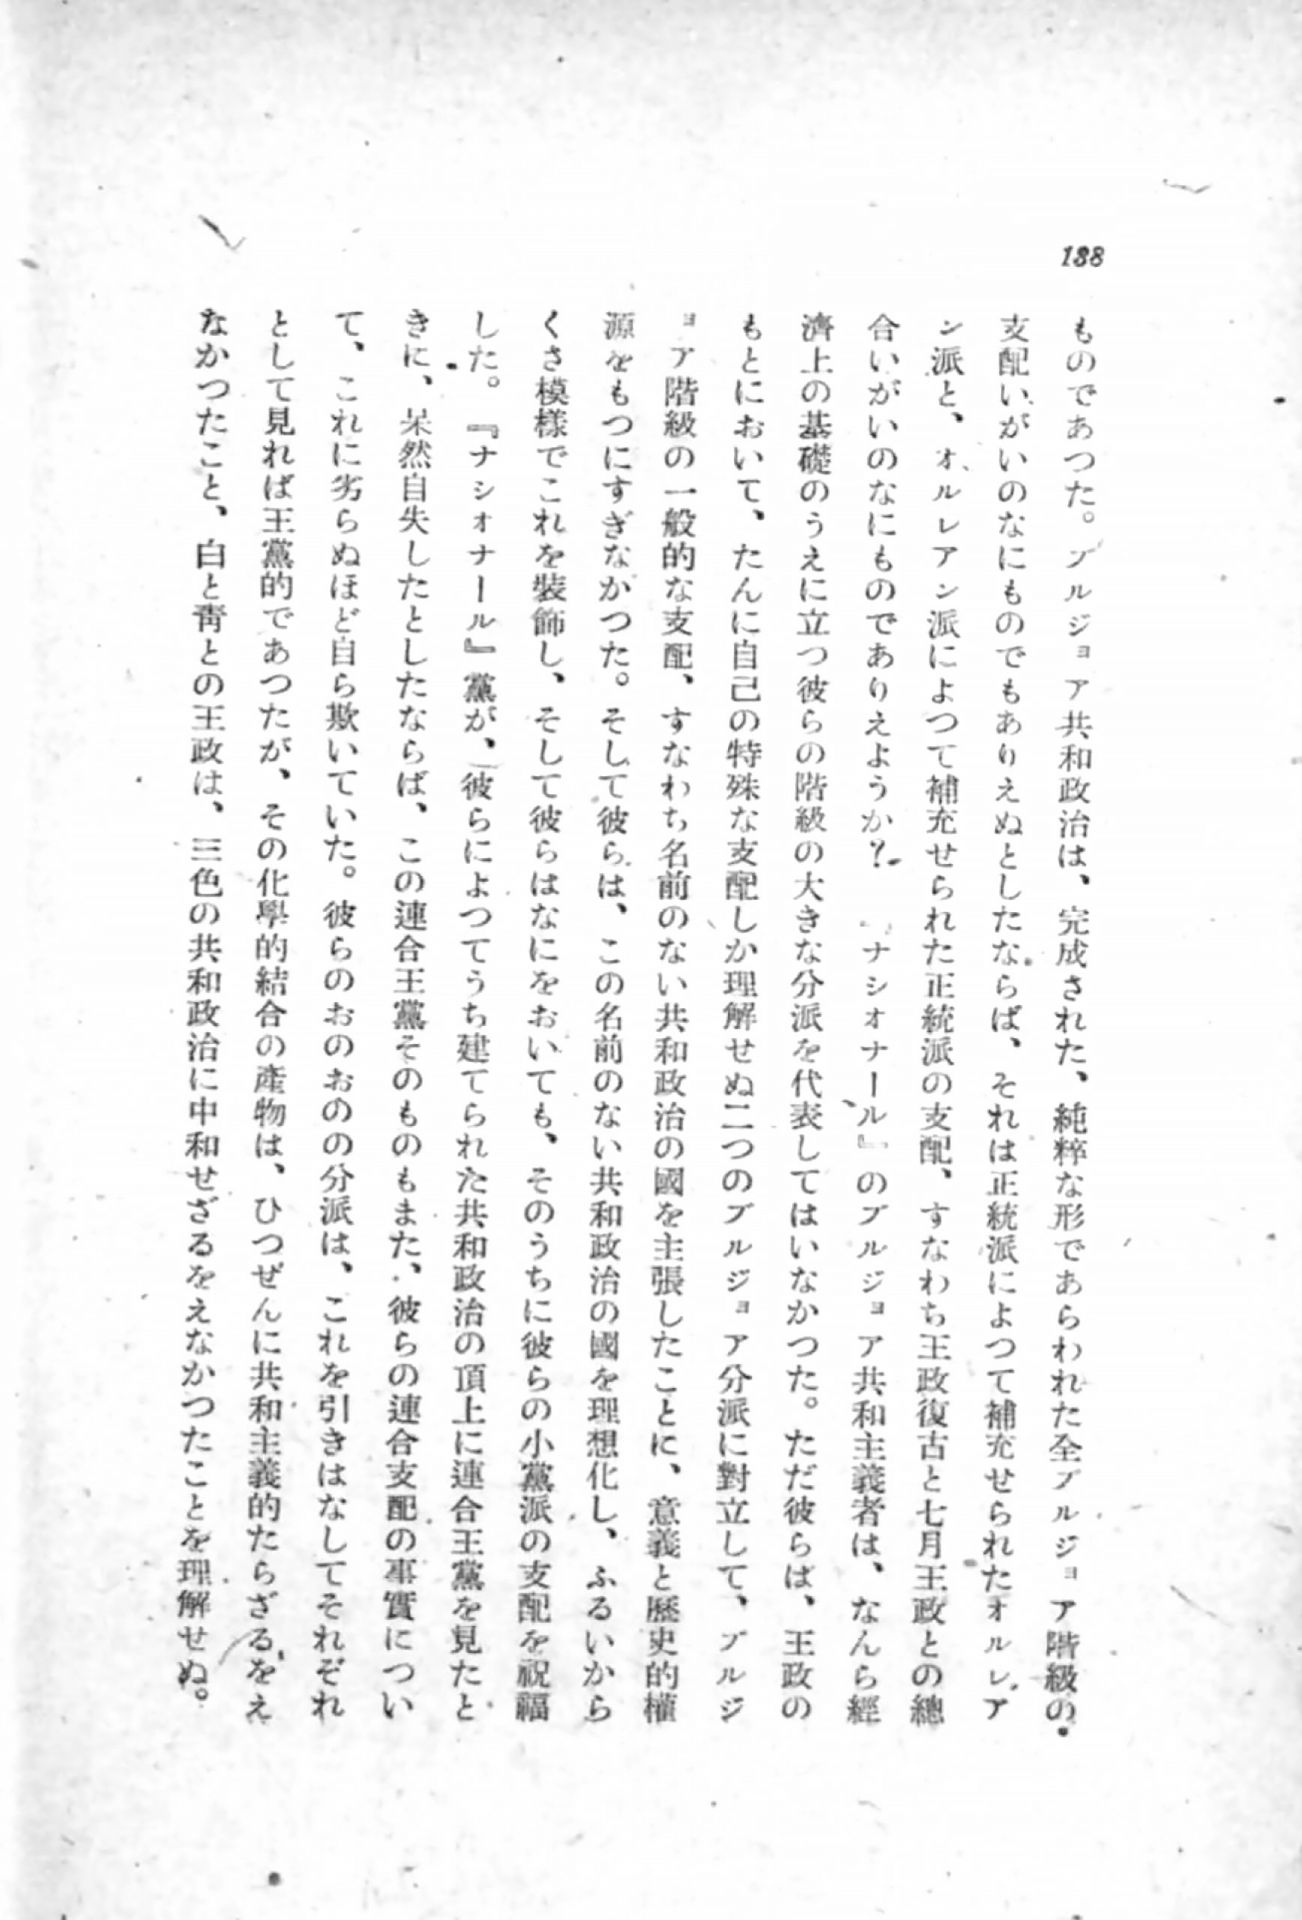 138
ものであつた。ブルジョア共和政治は、完成された、純粋な形であらわれた全ブルジョア階級の
支配いがいのなにものでもありえぬとしたならば、それは正統派によつて補充せられたオルレア
ン派と、オルレアン派によつて補充せられた正統派の支配、すなわち王政復古と七月王政との總
合いがいのなにものでありえようか？　『ナシォナール』のブルジョア共和主義者は、なんら經
濟上の基礎のうえに立つ彼らの階級の大きな分派を代表してはいなかつた。ただ彼らは、王政の
もとにおいて、たんに自己の特殊な支配しか理解せぬ二つのブルジョア分派に對立して、ブルジ
ョア階級の一般的な支配、すなわち名前のない共和政治の國を主張したことに、意義と歴史的權
源をもつにすぎなかつた。そして彼らは、この名前のない共和政治の國を理想化し、ふるいから
くさ模樣でこれを裝飾し、そして彼らはなにをおいても、そのうちに彼らの小黨派の支配を祝福
した。『ナシォナール』黨が、彼らによつてうち建てられた共和政治の頂上に連合王黨を見たと
きに、呆然自失したとしたならば、この連合王黨そのものもまた、彼らの連合支配の事實につい
て、これに劣らぬほど自ら欺いていた。彼らのおのおのの分派は、これを引きはなしてそれぞれ
として見れば王黨的であつたが、その化學的結合の產物は、ひつぜんに共和主義的たらざるをえ
なかつたこと、白と靑との王政は、三色の共和政治に中和せざるをえなかつたことを理解せぬ。